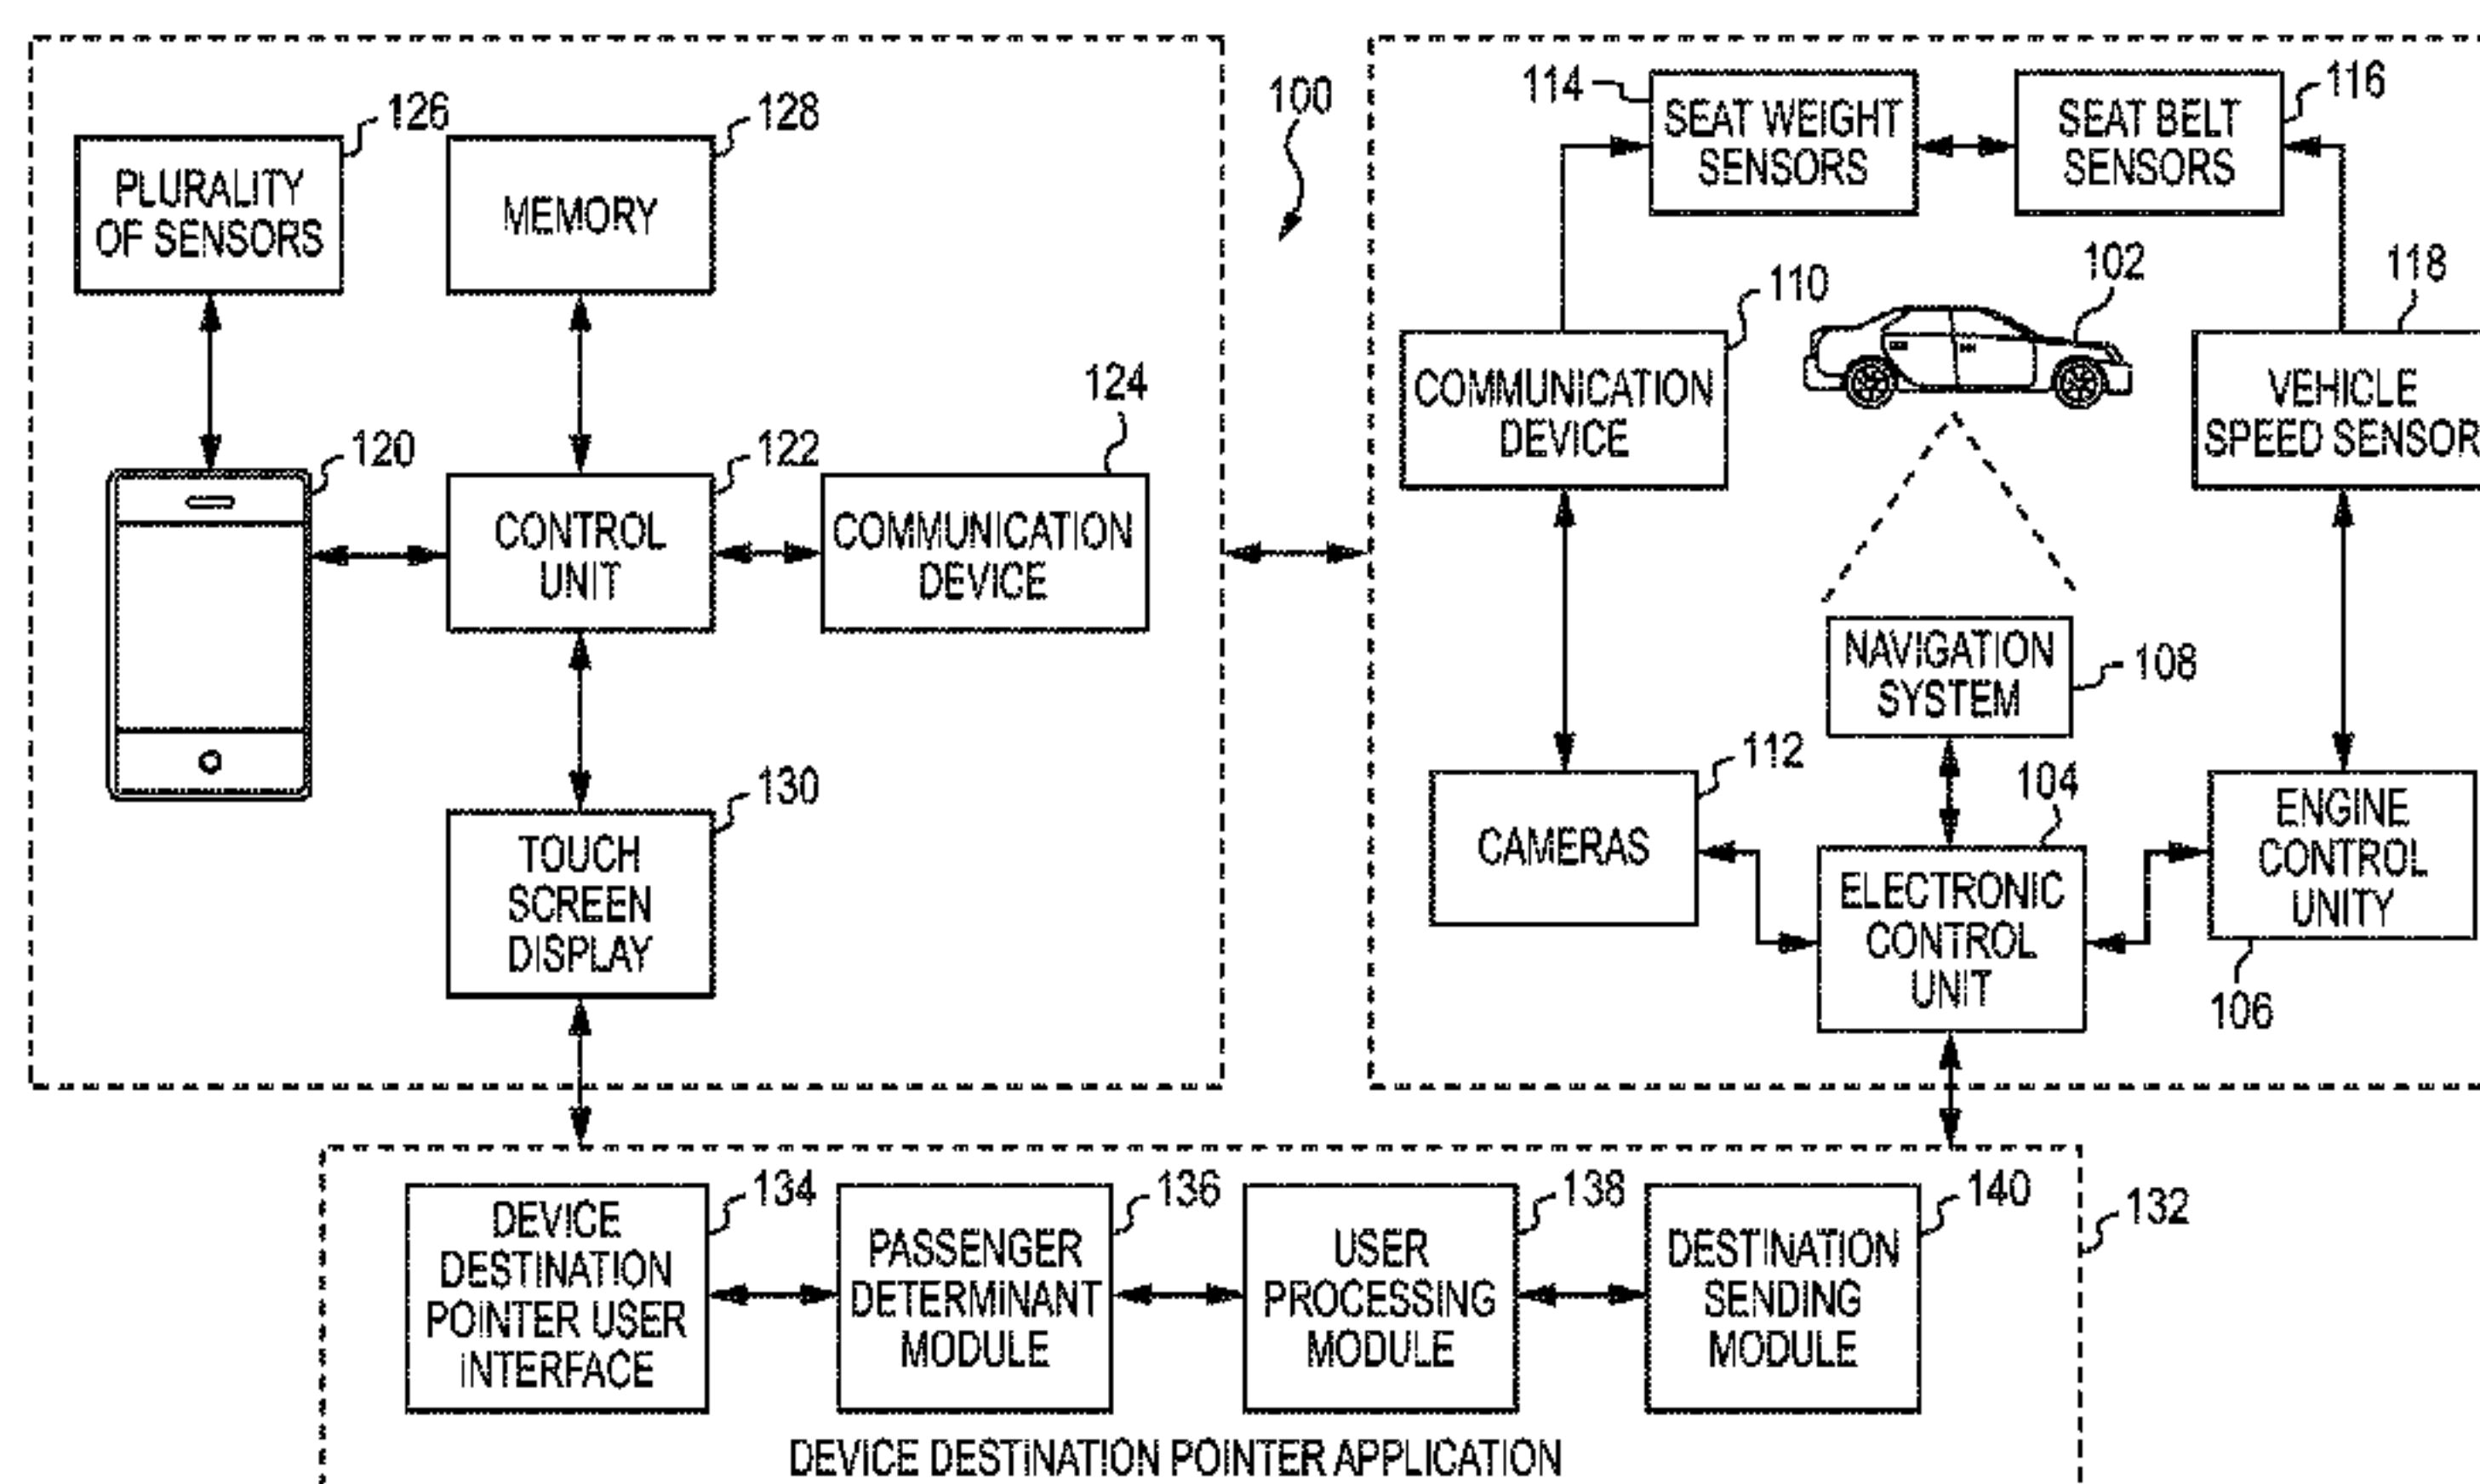 126
PLURALITY
OF SENSORS
128
MEMORY
100
114
SEAT WEIGHT
SENSORS
116
SEAT BELT
SENSORS
102
118
110
COMMUNICATION
DEVICE
VEHICLE
SPEED SENSOR
120
122
CONTROL
UNIT
124
COMMUNICATION
DEVICE
NAVIGATION
SYSTEM
108
130
TOUCH
SCREEN
DISPLAY
112
CAMERAS
104
ELECTRONIC
CONTROL
UNIT
ENGINE
CONTROL
UNITY
106
134
DEVICE
DESTINATION
POINTER USER
INTERFACE
136
PASSENGER
DETERMINANT
MODULE
138
USER
PROCESSING
MODULE
140
DESTINATION
SENDING
MODULE
132
DEVICE DESTINATION POINTER APPLICATION